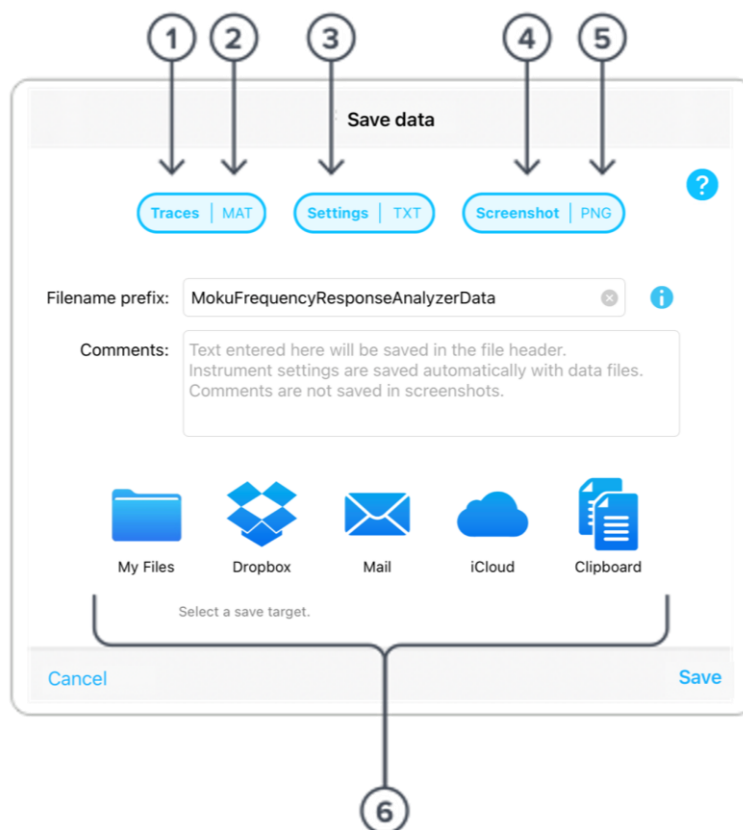 1 2 3 4 5
Save data
?
Traces | MAT Settings | TXT Screenshot | PNG
Filename prefix: MokuFrequencyResponseAnalyzerData
Comments: Text entered here will be saved in the file header.
Instrument settings are saved automatically with data files.
Comments are not saved in screenshots.
My Files Dropbox Mail iCloud Clipboard
Select a save target.
Cancel Save
6